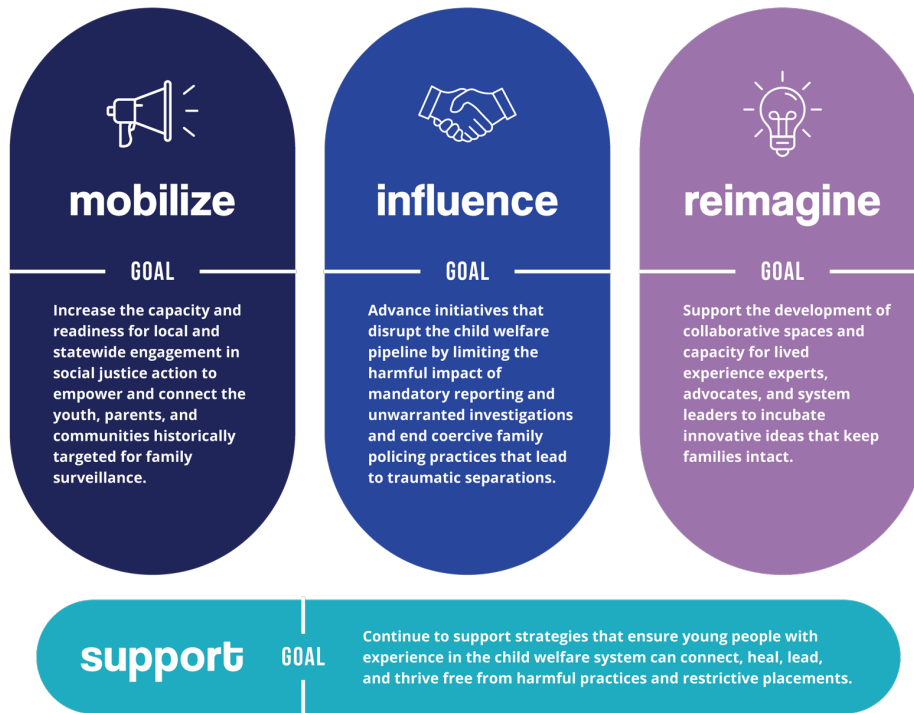 mobilize
GOAL
Increase the capacity and
readiness for local and
statewide engagement in
social justice action to
empower and connect the
youth, parents, and
communities historically
targeted for family
surveillance.
influence
GOAL
Advance initiatives that
disrupt the child welfare
pipeline by limiting the
harmful impact of
mandatory reporting and
unwarranted investigations
and end coercive family
policing practices that lead
to traumatic separations.
reimagine
GOAL
Support the development of
collaborative spaces and
capacity for lived
experience experts,
advocates, and system
leaders to incubate
innovative ideas that keep
families intact.
support
GOAL
Continue to support strategies that ensure young people with
experience in the child welfare system can connect, heal, lead,
and thrive free from harmful practices and restrictive placements.